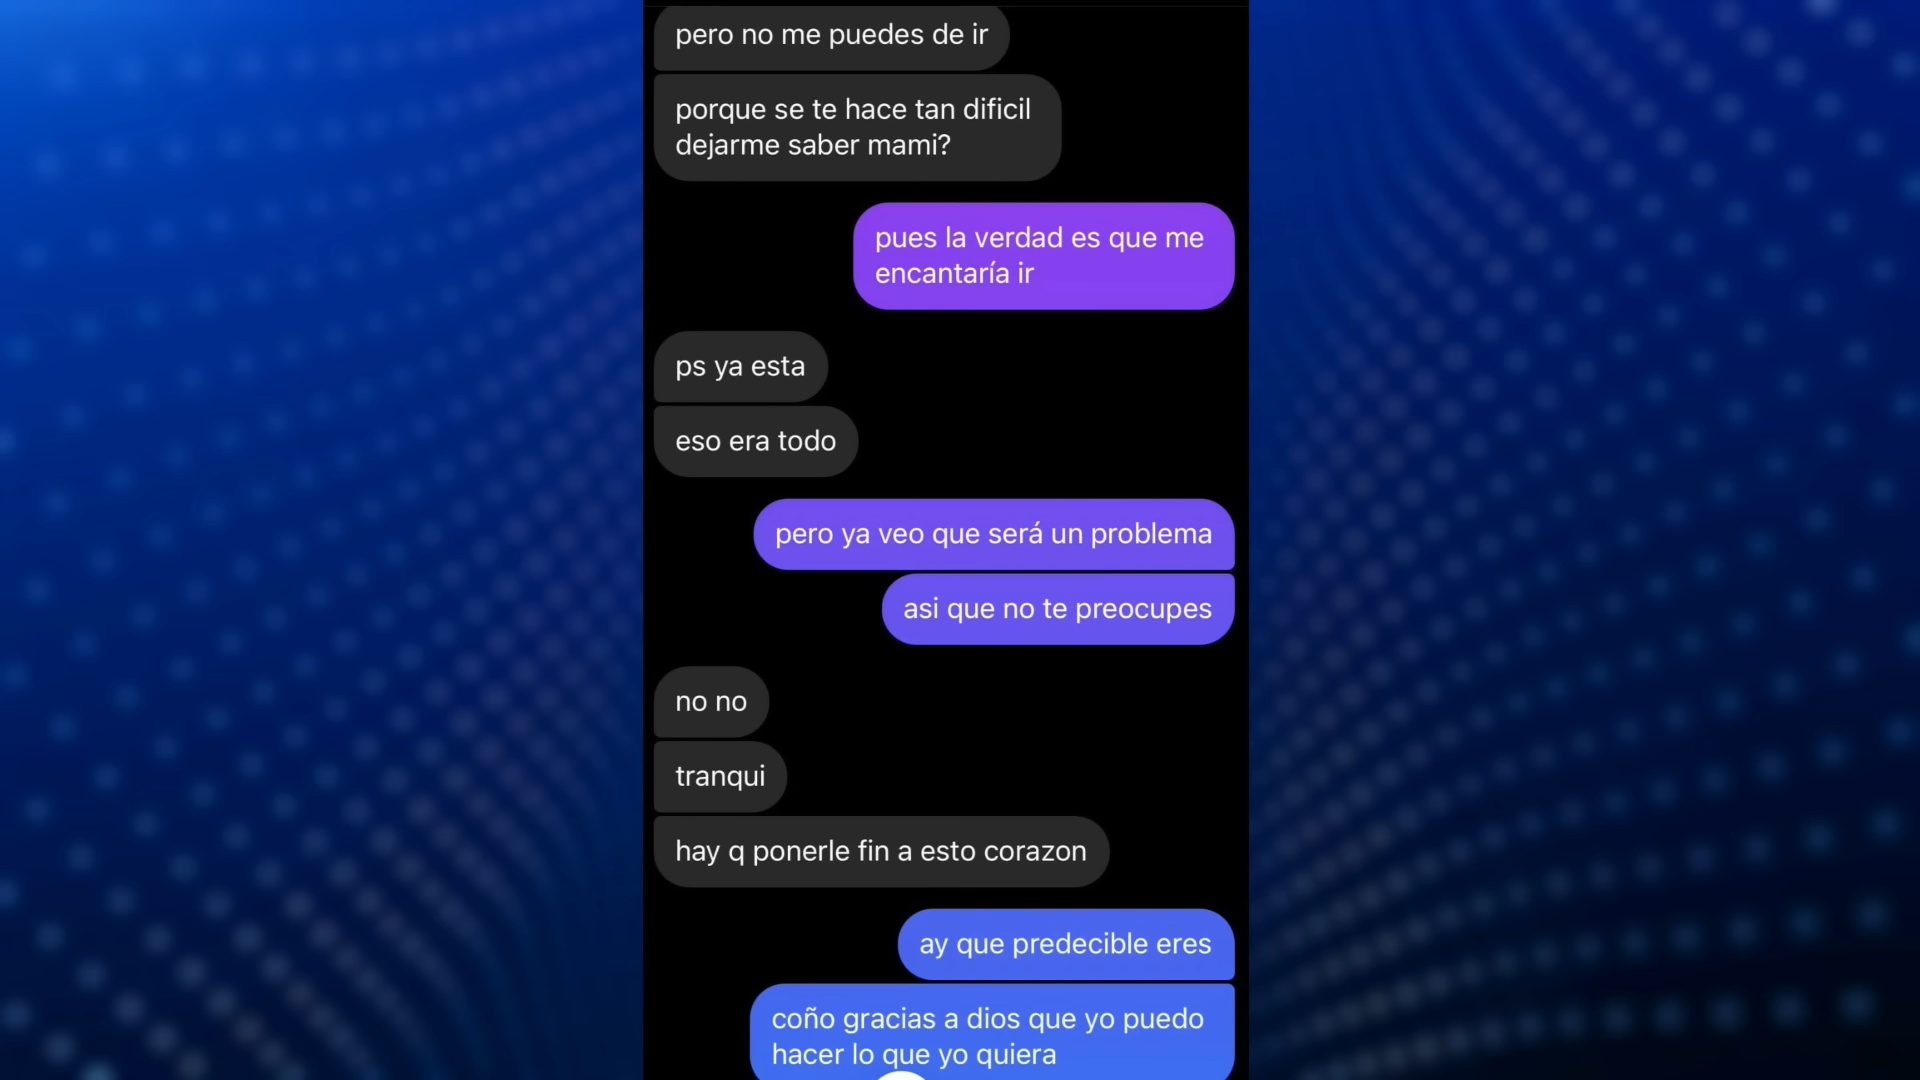 pero no me puedes de ir
porque se te hace tan dificil
dejarme saber mami?
pues la verdad es que me
encantaría ir
ps ya esta
eso era todo
pero ya veo que será un problema
asi que no te preocupes
no no
tranqui
hay q ponerle fin a esto corazon
ay que predecible eres
coño gracias a dios que yo puedo
hacer lo que yo quiera